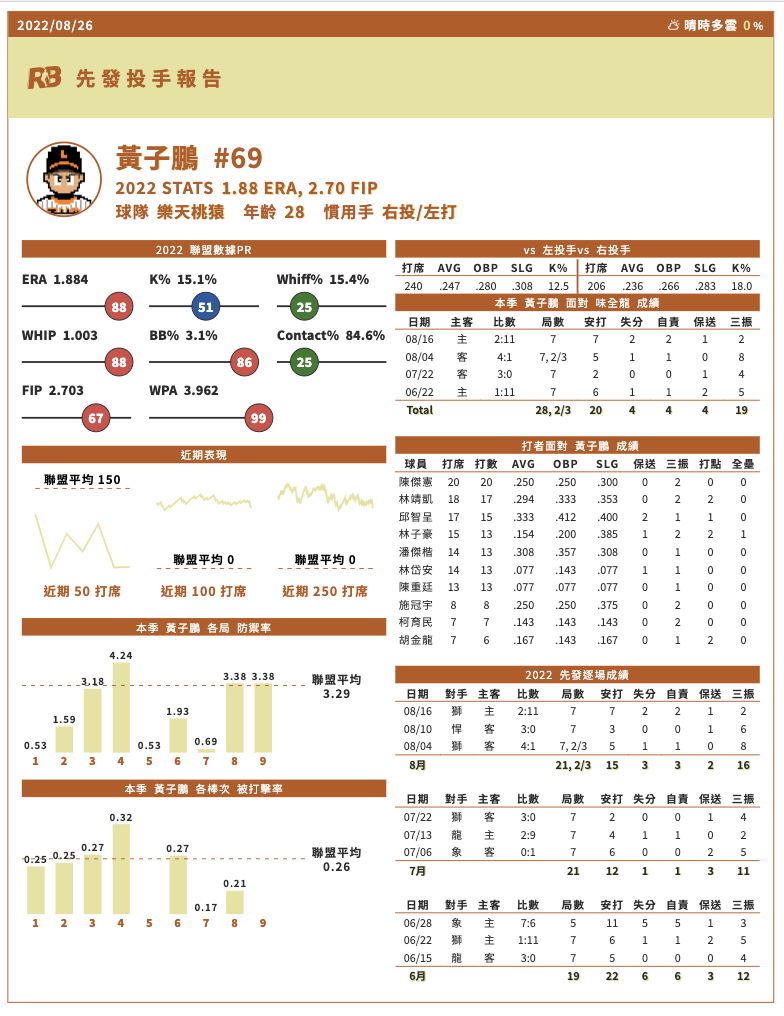 2022/08/26 晴時多雲 0 %
RB 先發投手報告
黃子鵬 #69
2022 STATS 1.88 ERA, 2.70 FIP
球隊 樂天桃猿 年齡 28 慣用手 右投/左打
2022 聯盟數據PR
ERA 1.884 K% 15.1% Whiff% 15.4%
88 51 25
WHIP 1.003 BB% 3.1% Contact% 84.6%
88 86 25
FIP 2.703 WPA 3.962
67 99
近期表現
聯盟平均 150
聯盟平均 0 聯盟平均 0
近期 50 打席 近期 100 打席 近期 250 打席
本季 黃子鵬 各局 防禦率
4.24
3.18 3.38 3.38
聯盟平均
3.29
1.59 1.93
0.53 0.53 0.69
1 2 3 4 5 6 7 8 9
本季 黃子鵬 各棒次 被打擊率
0.32
0.25 0.25 0.27 0.27
聯盟平均
0.26
0.17 0.21
1 2 3 4 5 6 7 8 9
vs 左投手vs 右投手
打席 AVG OBP SLG K% 打席 AVG OBP SLG K%
240 .247 .280 .308 12.5 206 .236 .266 .283 18.0
本季 黃子鵬 面對 味全龍 成績
日期 主客 比數 局數 安打 失分 自責 保送 三振
08/16 主 2:11 7 7 2 2 1 2
08/04 客 4:1 7, 2/3 5 1 1 0 8
07/22 客 3:0 7 2 0 0 1 4
06/22 主 1:11 7 6 1 1 2 5
Total 28, 2/3 20 4 4 4 19
打者面對 黃子鵬 成績
球員 打席 打數 AVG OBP SLG 保送 三振 打點 全壘
陳傑憲 20 20 .250 .250 .300 0 2 0 0
林靖凱 18 17 .294 .333 .353 0 2 2 0
邱智呈 17 15 .333 .412 .400 2 1 1 0
林子豪 15 13 .154 .200 .385 1 2 2 1
潘傑楷 14 13 .308 .357 .308 0 1 0 0
林岱安 14 13 .077 .143 .077 1 1 0 0
陳重廷 13 13 .077 .077 .077 0 1 0 0
施冠宇 8 8 .250 .250 .375 0 2 0 0
柯育民 7 7 .143 .143 .143 0 2 0 0
胡金龍 7 6 .167 .143 .167 0 1 2 0
2022 先發逐場成績
日期 對手 主客 比數 局數 安打 失分 自責 保送 三振
08/16 獅 主 2:11 7 7 2 2 1 2
08/10 悍 客 3:0 7 3 0 0 1 6
08/04 獅 客 4:1 7, 2/3 5 1 1 0 8
8月 21, 2/3 15 3 3 2 16
日期 對手 主客 比數 局數 安打 失分 自責 保送 三振
07/22 獅 客 3:0 7 2 0 0 1 4
07/13 龍 主 2:9 7 4 1 1 0 2
07/06 象 客 0:1 7 6 0 0 2 5
7月 21 12 1 1 3 11
日期 對手 主客 比數 局數 安打 失分 自責 保送 三振
06/28 象 主 7:6 5 11 5 5 1 3
06/22 獅 主 1:11 7 6 1 1 2 5
06/15 龍 客 3:0 7 5 0 0 0 4
6月 19 22 6 6 3 12